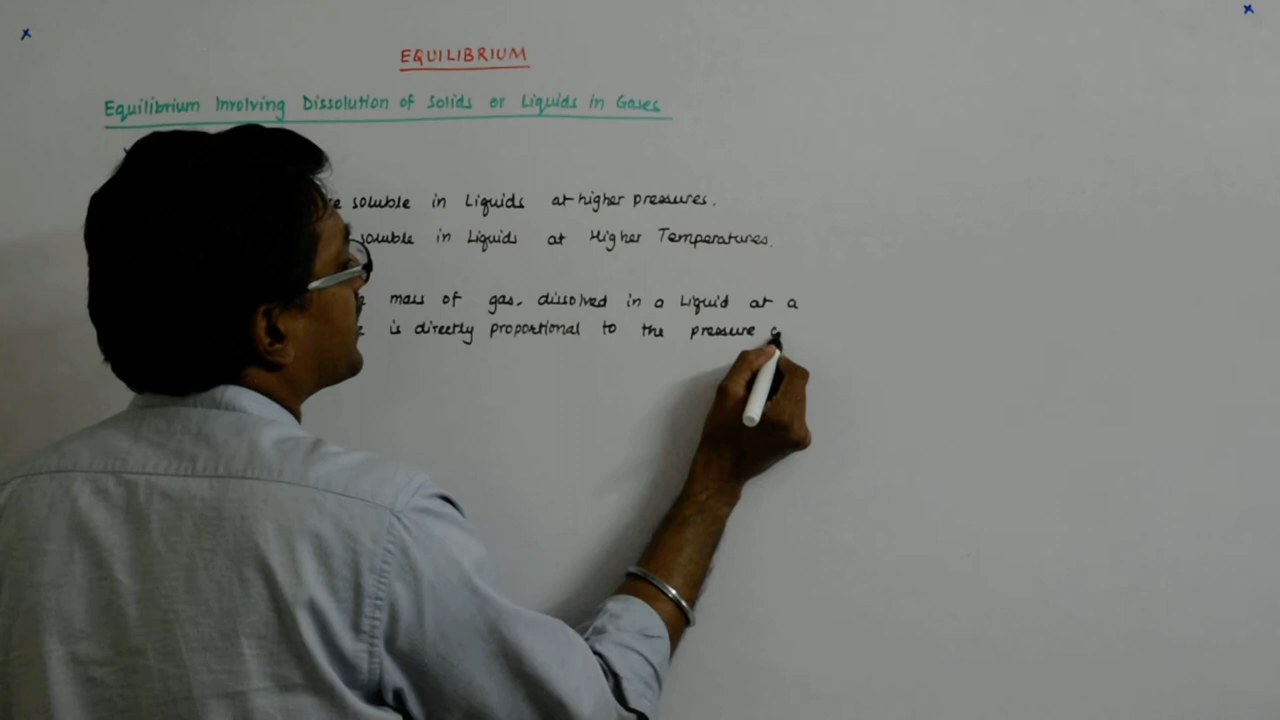 EQUILIBRIUM
Equilibrium Involving Dissolution of Solids or Liquids in Gases
soluble in Liquids at higher pressures.
soluble in Liquids at Higher Temperatures.
mass of gas dissolved in a Liquid at a
is directly proportional to the pressure